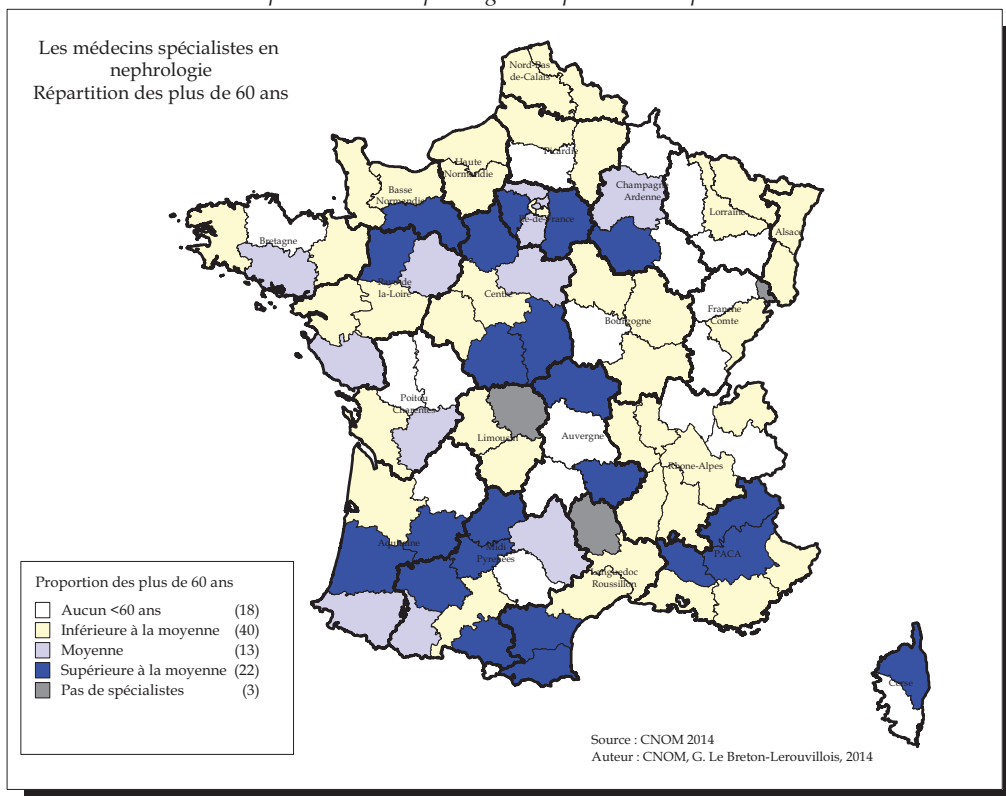 Les médecins spécialistes en
nephrologie
Répartition des plus de 60 ans
Nord-Pas
de-Calais
Picardie
Haute
Normandie
Basse
Normandie
Champagne
Ardenne
Lorraine
Alsace
Ile-de-France
Bretagne
Pays de
la-Loire
Centre
Bourgogne
Franche
Comte
Poitou
Charentes
Limousin
Auvergne
Rhone-Alpes
Aquitaine
Midi
Pyrénées
Languedoc
Roussillon
PACA
Corse
Proportion des plus de 60 ans
Aucun <60 ans (18)
Inférieure à la moyenne (40)
Moyenne (13)
Supérieure à la moyenne (22)
Pas de spécialistes (3)
Source : CNOM 2014
Auteur : CNOM, G. Le Breton-Lerouvillois, 2014